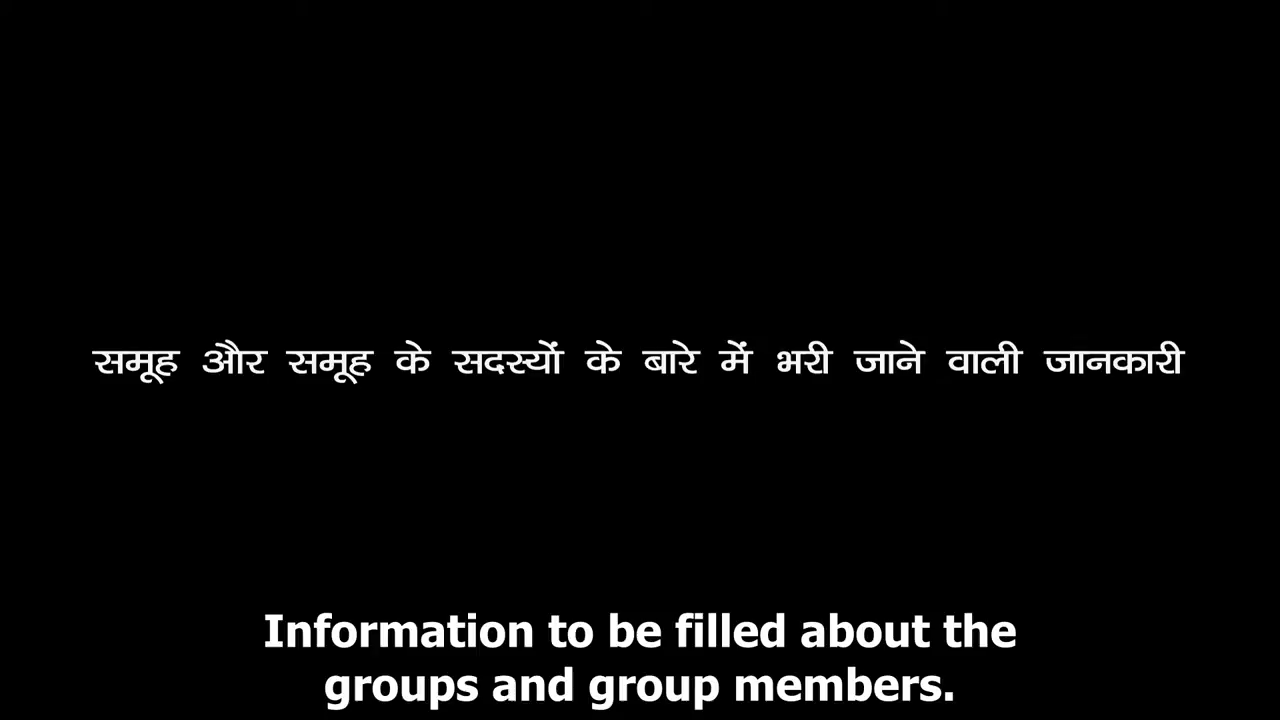 समूह और समूह के सदस्यों के बारे में भरी जाने वाली जानकारी
Information to be filled about the
groups and group members.